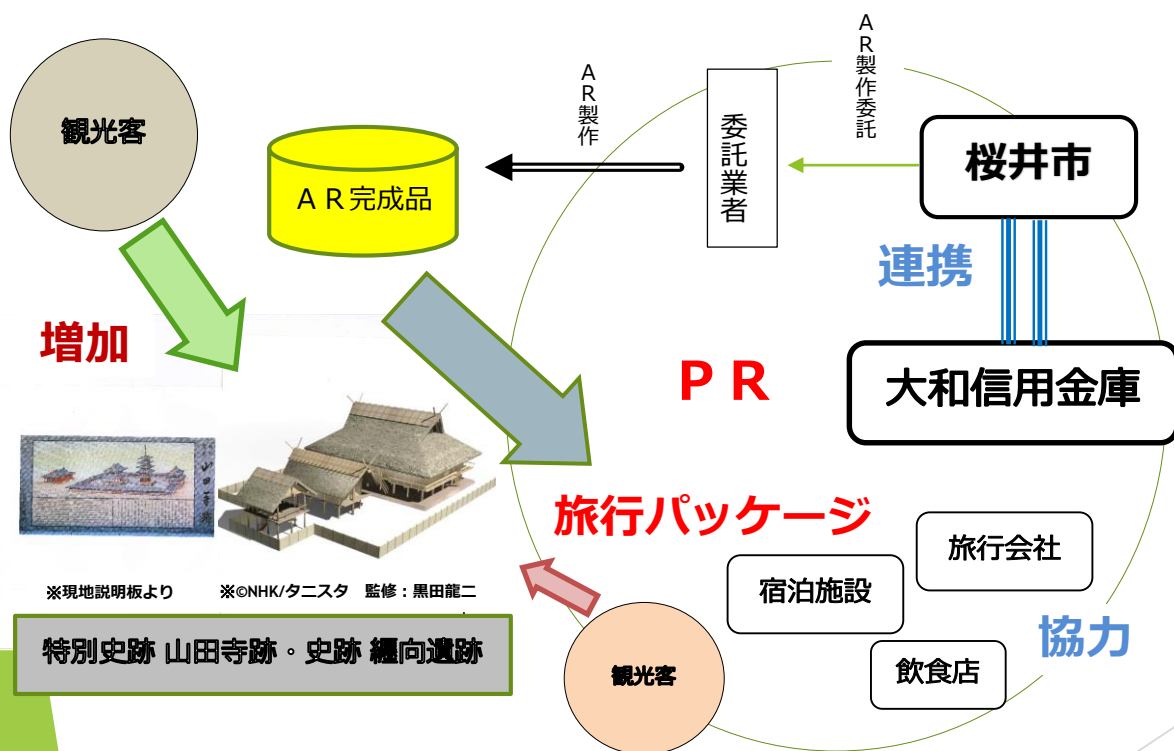 観光客
AR製作
AR製作委託
委託業者
桜井市
AR完成品
連携
増加
PR
大和信用金庫
旅行パッケージ
旅行会社
宿泊施設
※現地説明板より
※©NHK/タニスタ 監修：黒田龍二
協力
特別史跡 山田寺跡・史跡 纒向遺跡
観光客
飲食店